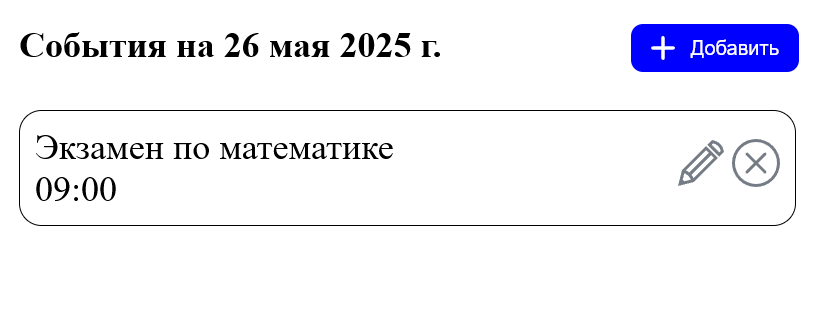 События на 26 мая 2025 г.
Добавить
Экзамен по математике
09:00